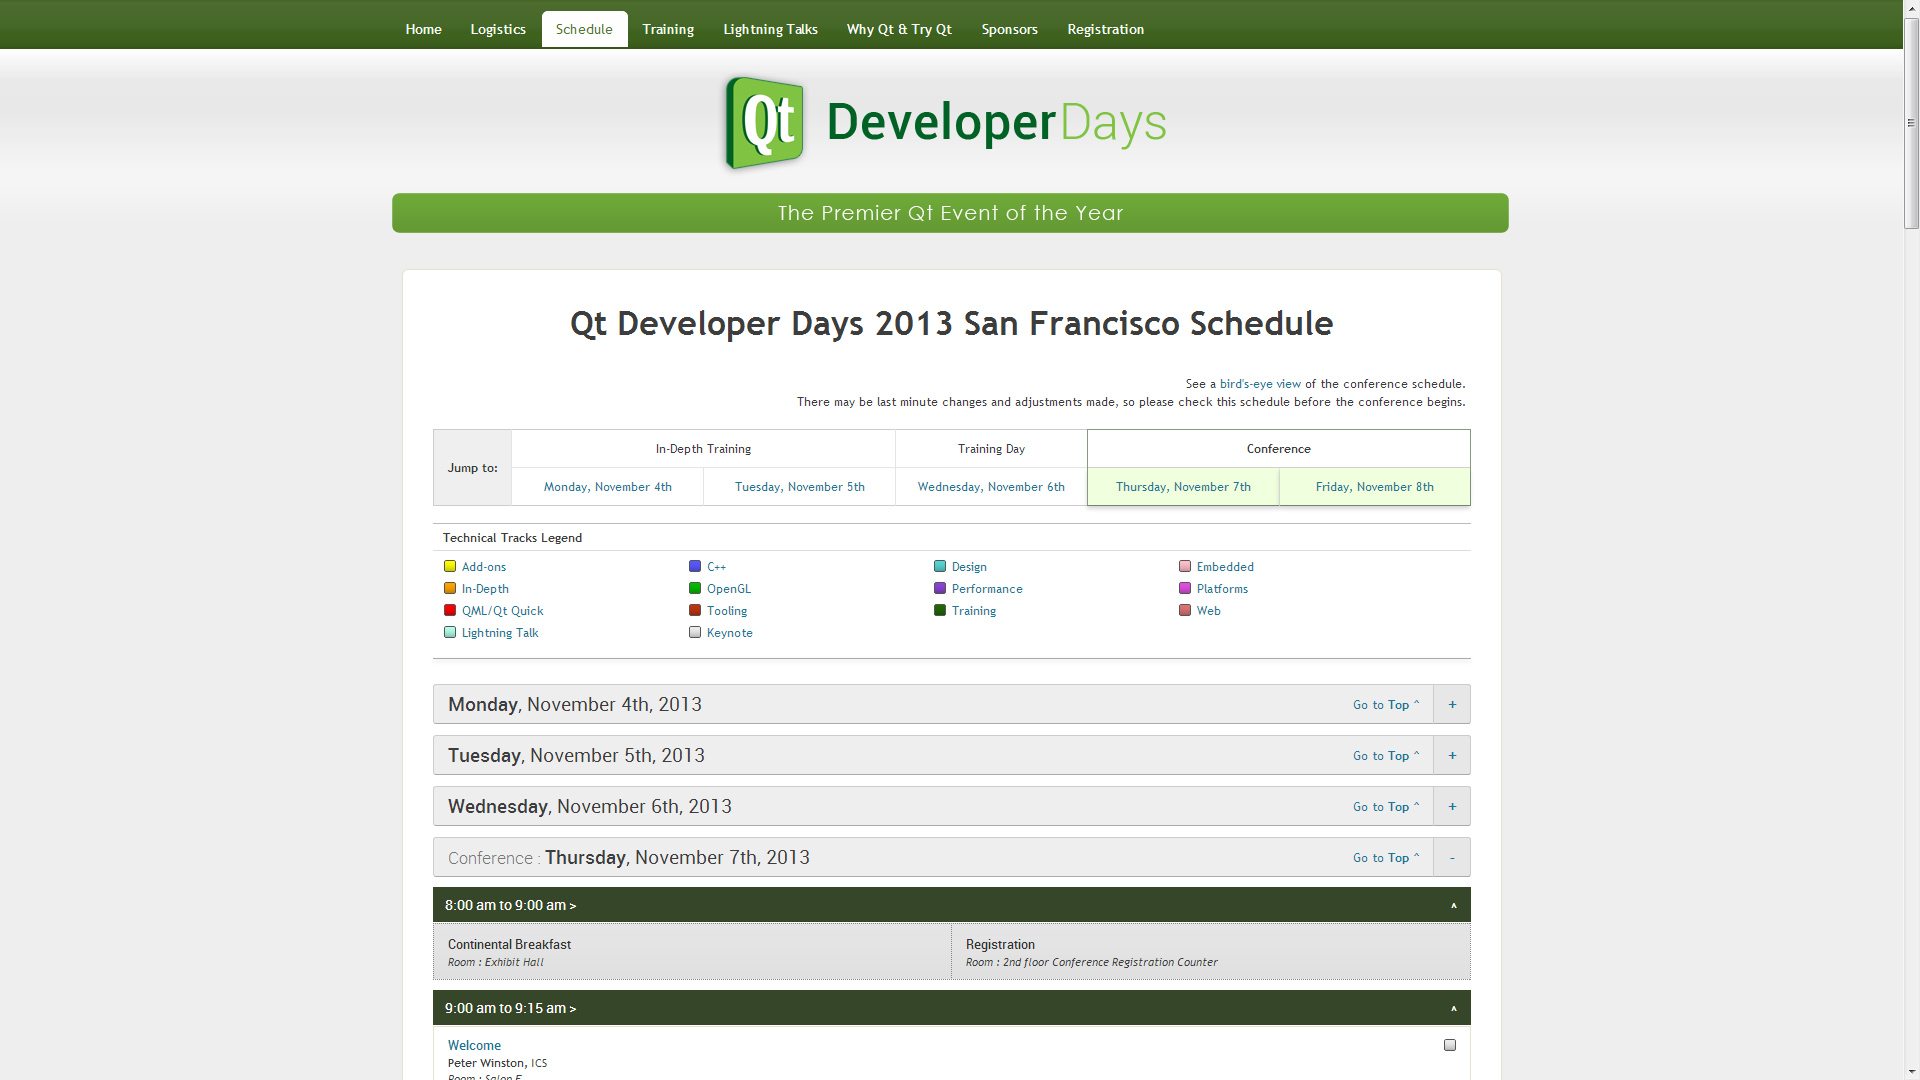 Home Logistics Schedule Training Lightning Talks Why Qt & Try Qt Sponsors Registration
Qt DeveloperDays
The Premier Qt Event of the Year
Qt Developer Days 2013 San Francisco Schedule
See a bird's-eye view of the conference schedule.
There may be last minute changes and adjustments made, so please check this schedule before the conference begins.
Jump to:
In-Depth Training Training Day Conference
Monday, November 4th Tuesday, November 5th Wednesday, November 6th Thursday, November 7th Friday, November 8th
Technical Tracks Legend
Add-ons C++ Design Embedded
In-Depth OpenGL Performance Platforms
QML/Qt Quick Tooling Training Web
Lightning Talk Keynote
Monday, November 4th, 2013 Go to Top ^ +
Tuesday, November 5th, 2013 Go to Top ^ +
Wednesday, November 6th, 2013 Go to Top ^ +
Conference : Thursday, November 7th, 2013 Go to Top ^ -
8:00 am to 9:00 am > ^
Continental Breakfast Registration
Room : Exhibit Hall Room : 2nd floor Conference Registration Counter
9:00 am to 9:15 am > ^
Welcome
Peter Winston, ICS
Room : Salon E